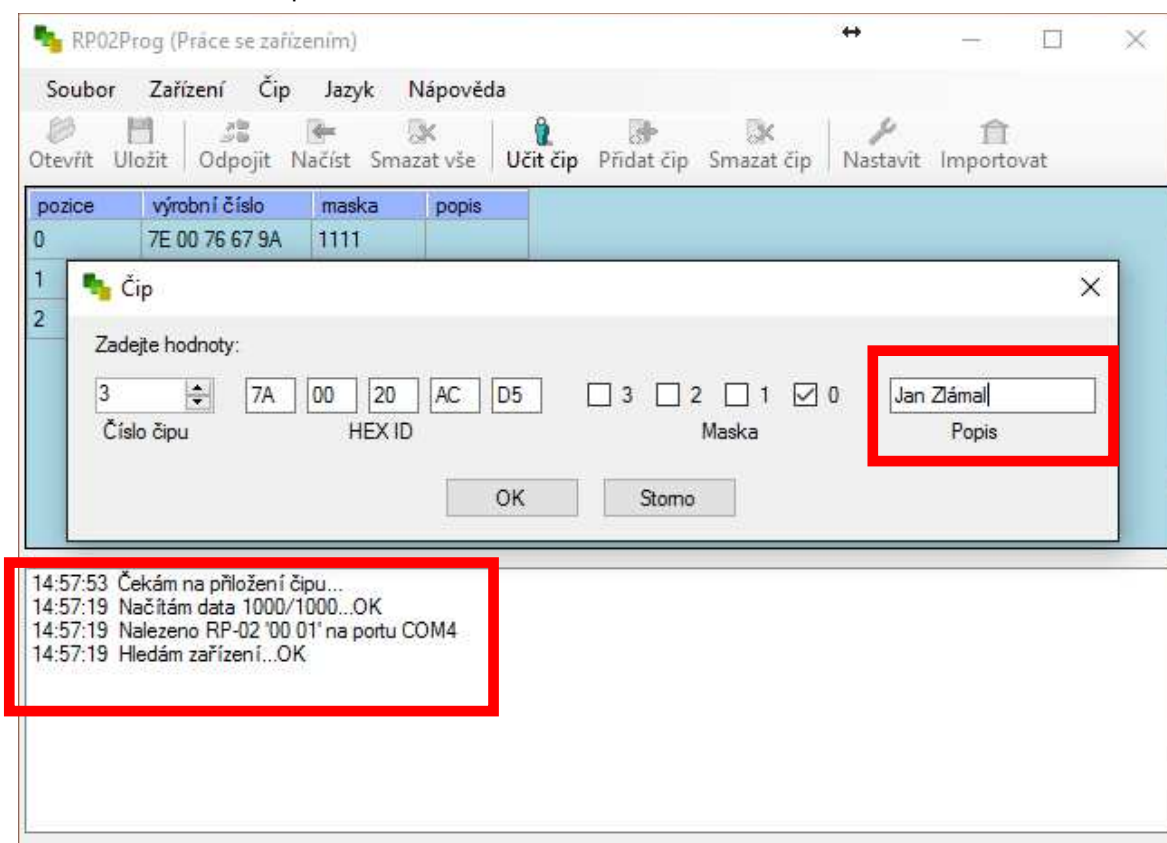 RP02Prog (Práce se zařízením)
Soubor Zařízení Čip Jazyk Nápověda
Otevřít Uložit Odpojit Načíst Smazat vše Učit čip Přidat čip Smazat čip Nastavit Importovat
pozice výrobní číslo maska popis
0 7E 00 76 67 9A 1111
1
2
Čip
Zadejte hodnoty:
3 7A 00 20 AC D5 3 2 1 0 Jan Zlámal
Číslo čipu HEX ID Maska Popis
OK Storno
14:57:53 Čekám na přiložení čipu...
14:57:19 Načítám data 1000/1000...OK
14:57:19 Nalezeno RP-02 '00 01' na portu COM4
14:57:19 Hledám zařízení...OK